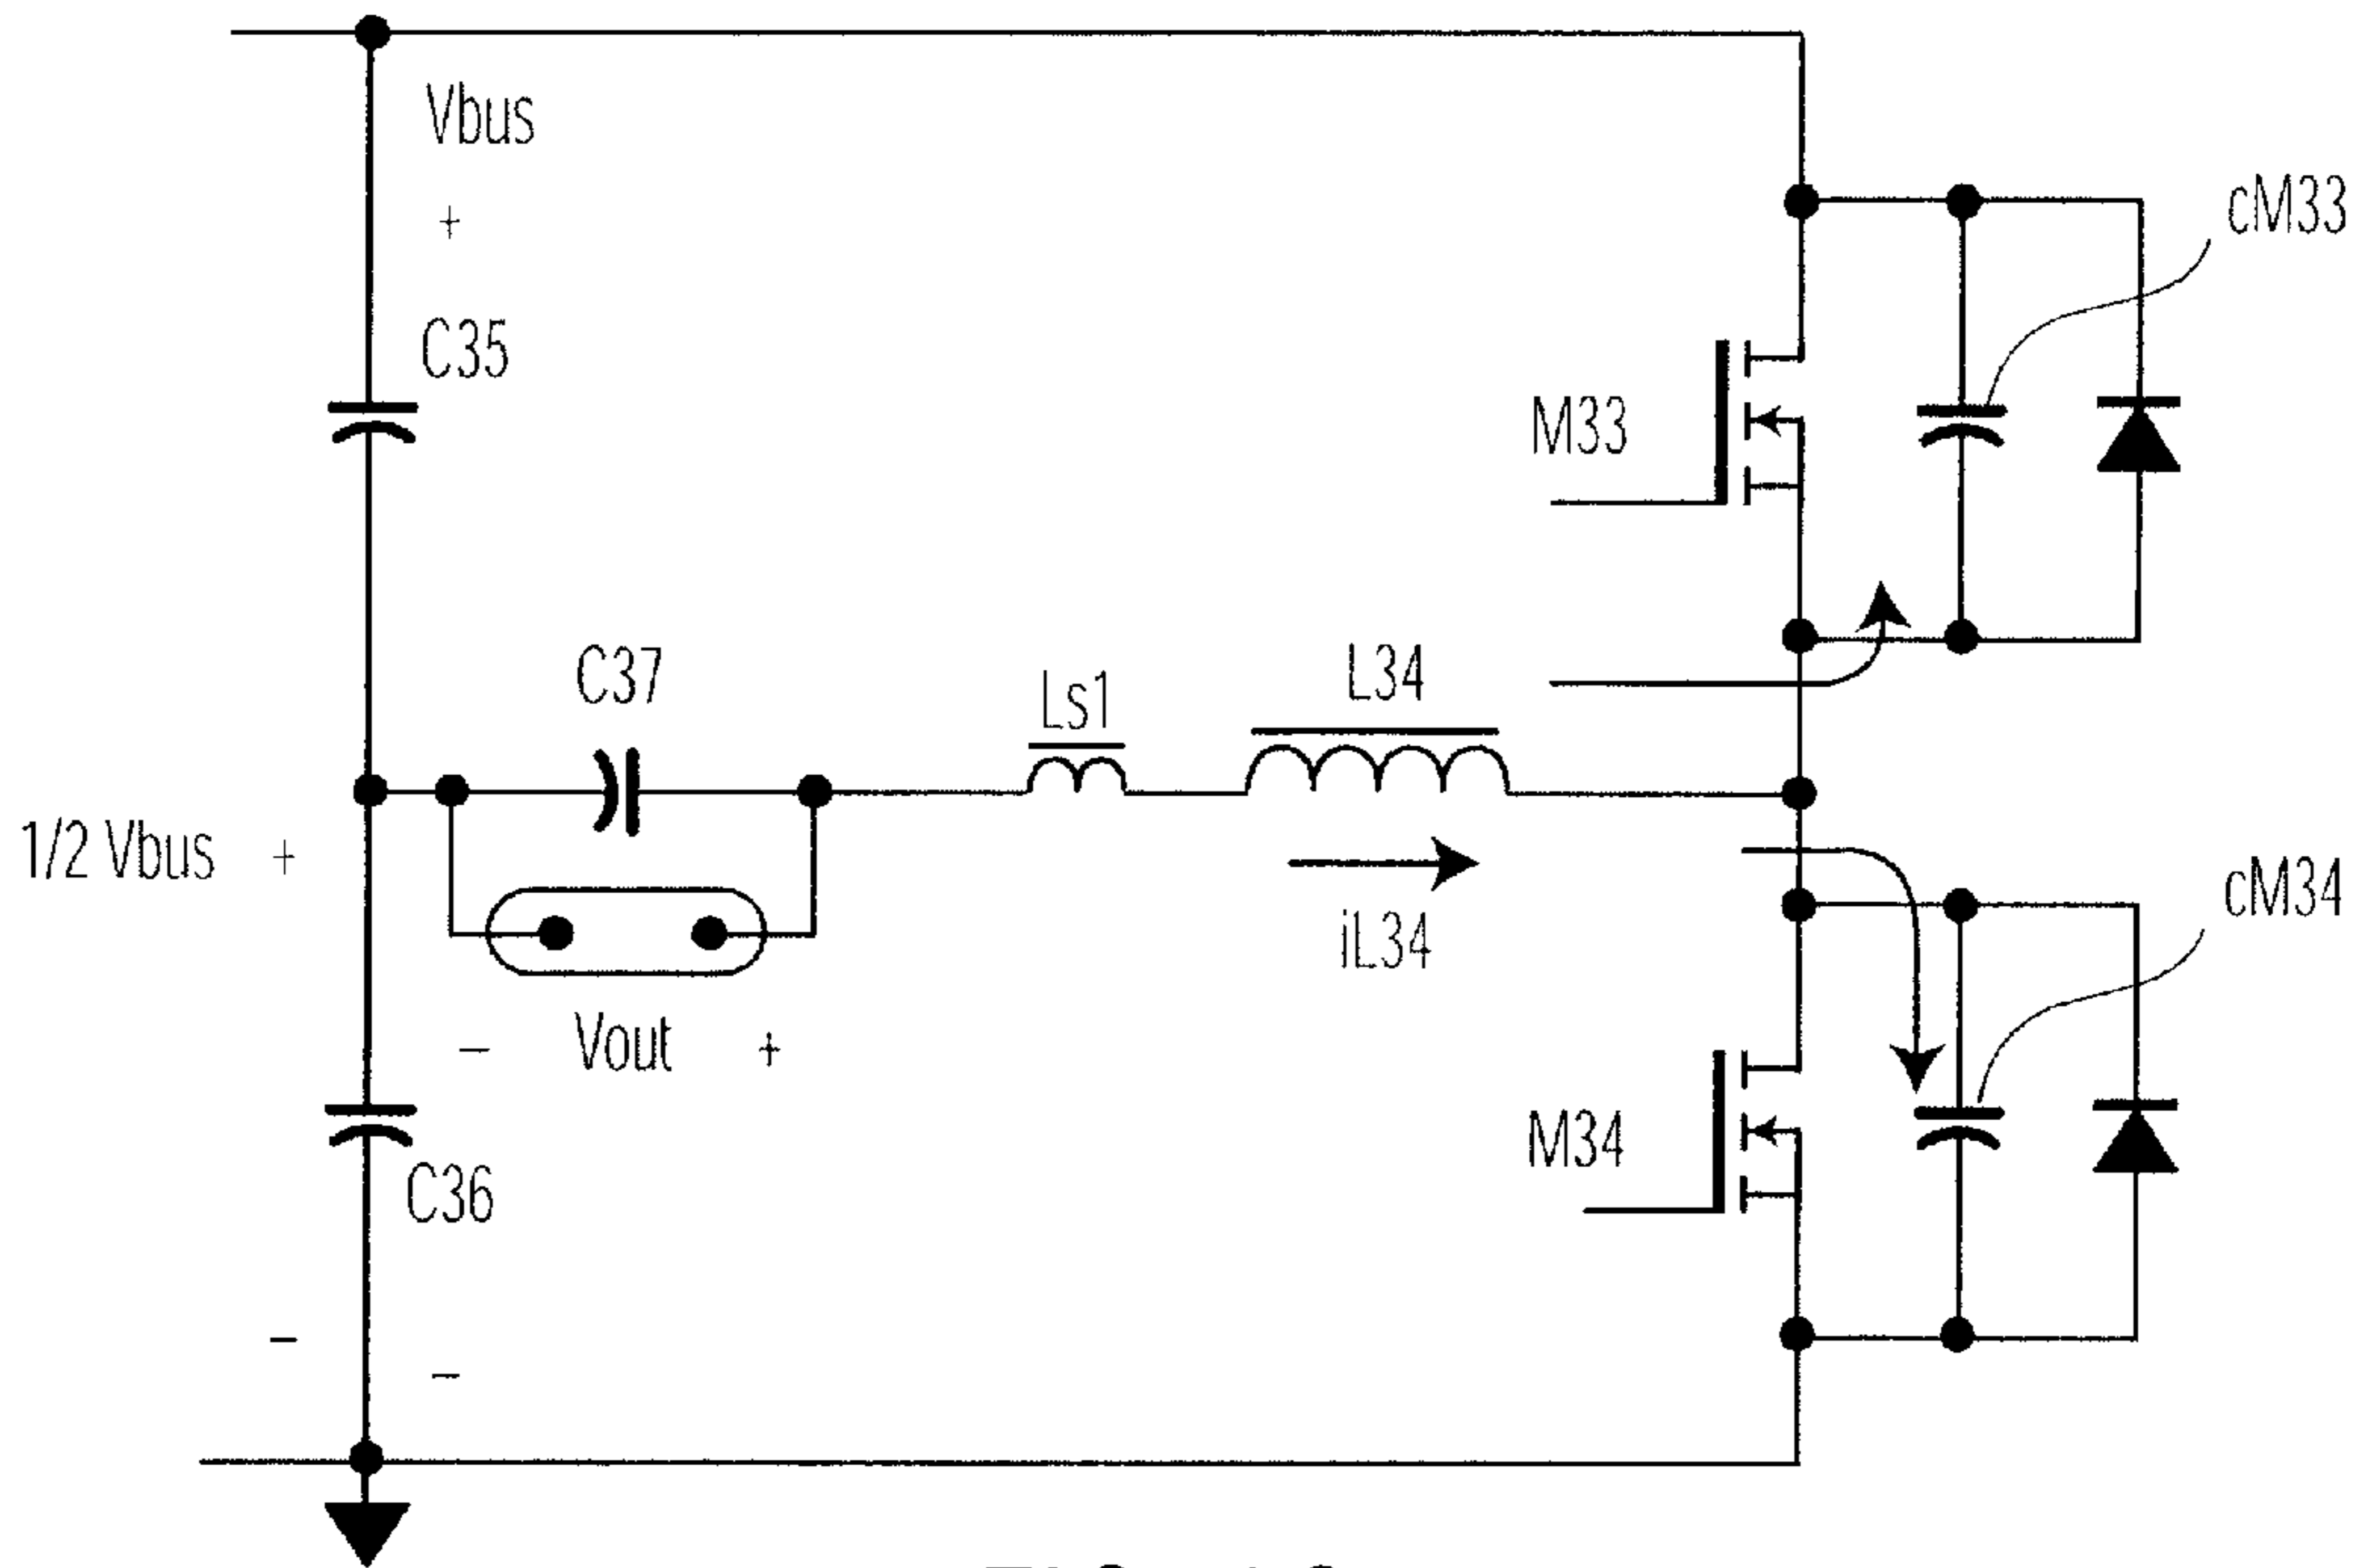 Vbus
+
cM33
C35
M33
C37
Ls1
L34
1/2 Vbus +
iL34
cM34
− Vout +
M34
C36
−
−